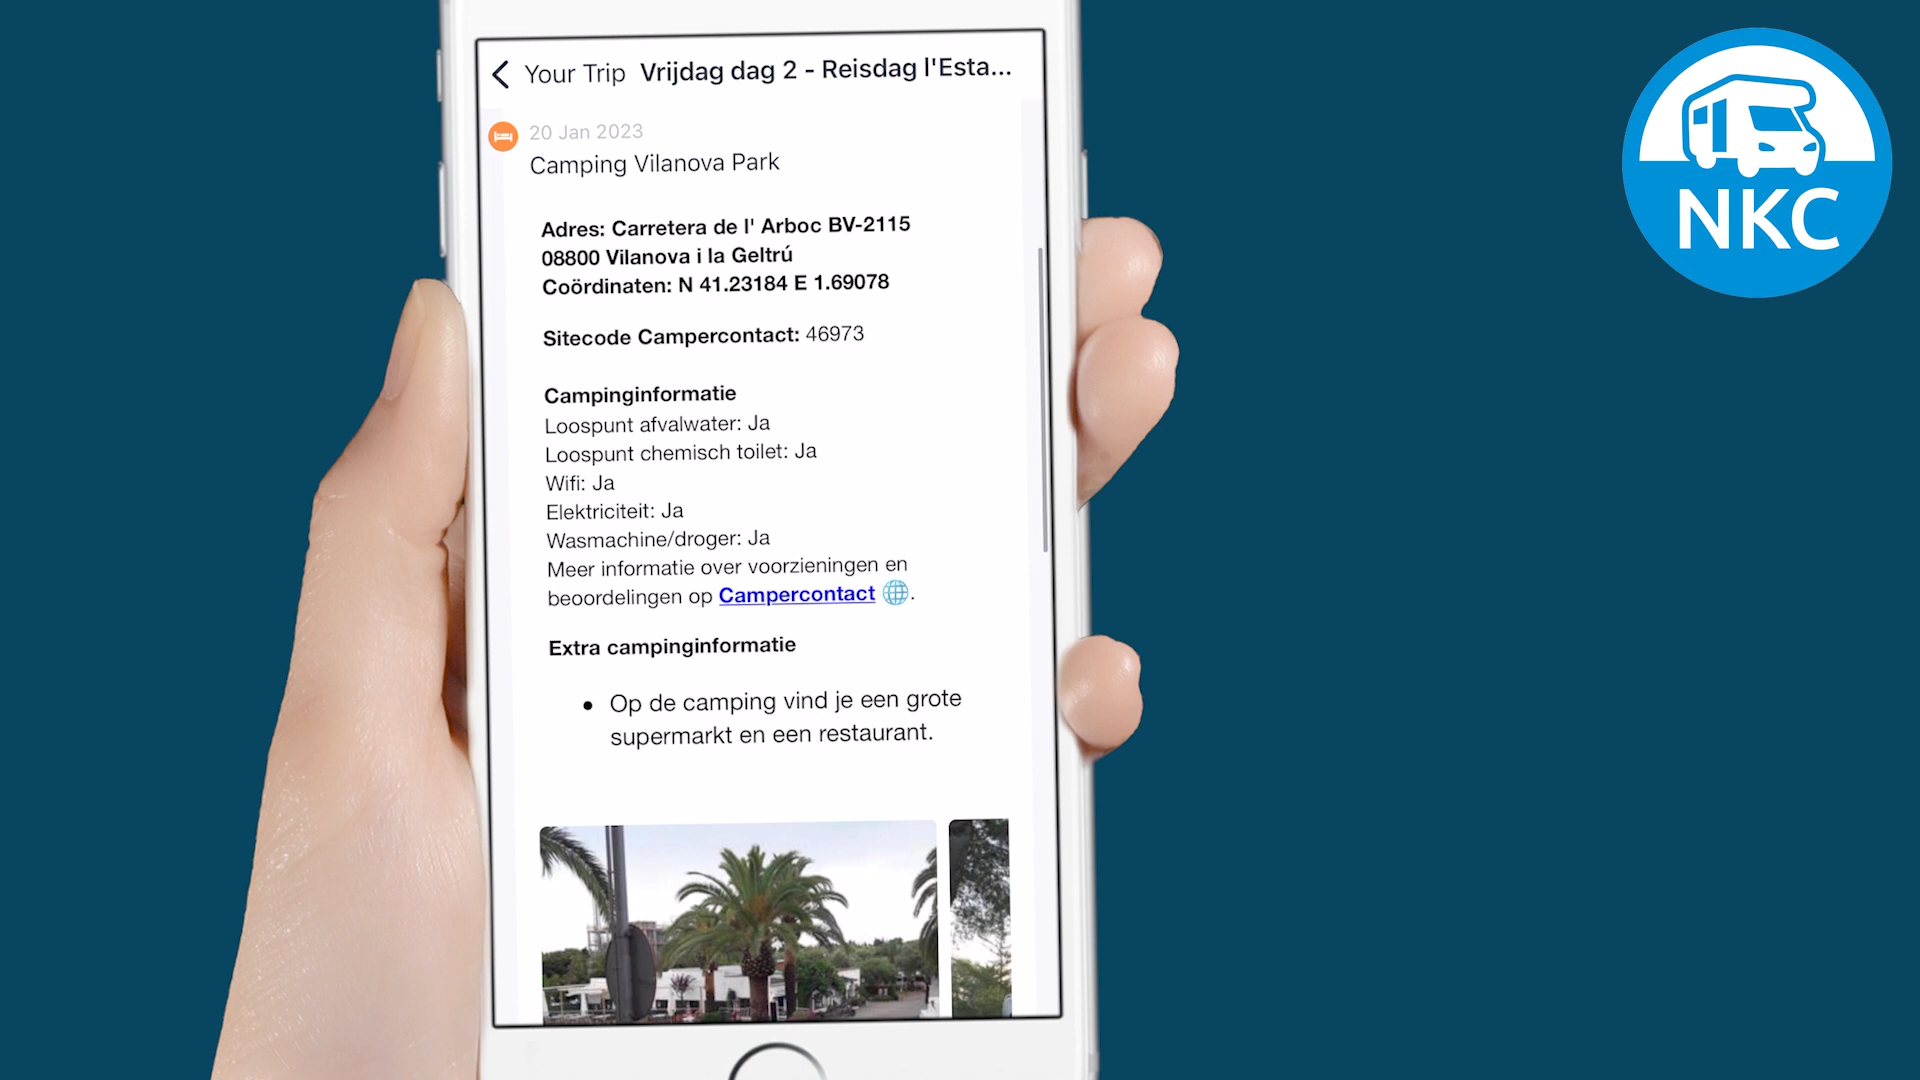 Your Trip Vrijdag dag 2 - Reisdag l'Esta...
20 Jan 2023
Camping Vilanova Park
Adres: Carretera de l' Arboc BV-2115
08800 Vilanova i la Geltrú
Coördinaten: N 41.23184 E 1.69078
Sitecode Campercontact: 46973
Campinginformatie
Loospunt afvalwater: Ja
Loospunt chemisch toilet: Ja
Wifi: Ja
Elektriciteit: Ja
Wasmachine/droger: Ja
Meer informatie over voorzieningen en
beoordelingen op Campercontact 🌐.
Extra campinginformatie
• Op de camping vind je een grote
supermarkt en een restaurant.
NKC